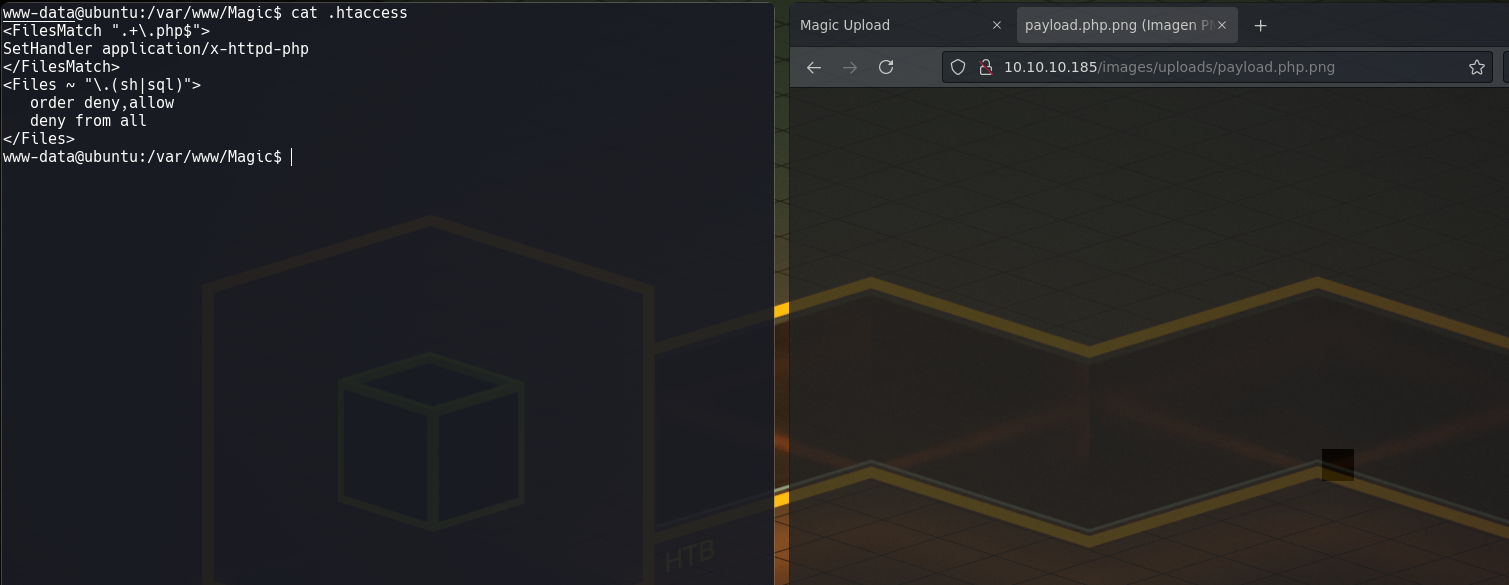 www-data@ubuntu:/var/www/Magic$ cat .htaccess
<FilesMatch ".+\.php$">
SetHandler application/x-httpd-php
</FilesMatch>
<Files ~ "\.(sh|sql)">
   order deny,allow
   deny from all
</Files>
www-data@ubuntu:/var/www/Magic$
HTB
Magic Upload
payload.php.png (Imagen PN
10.10.10.185/images/uploads/payload.php.png